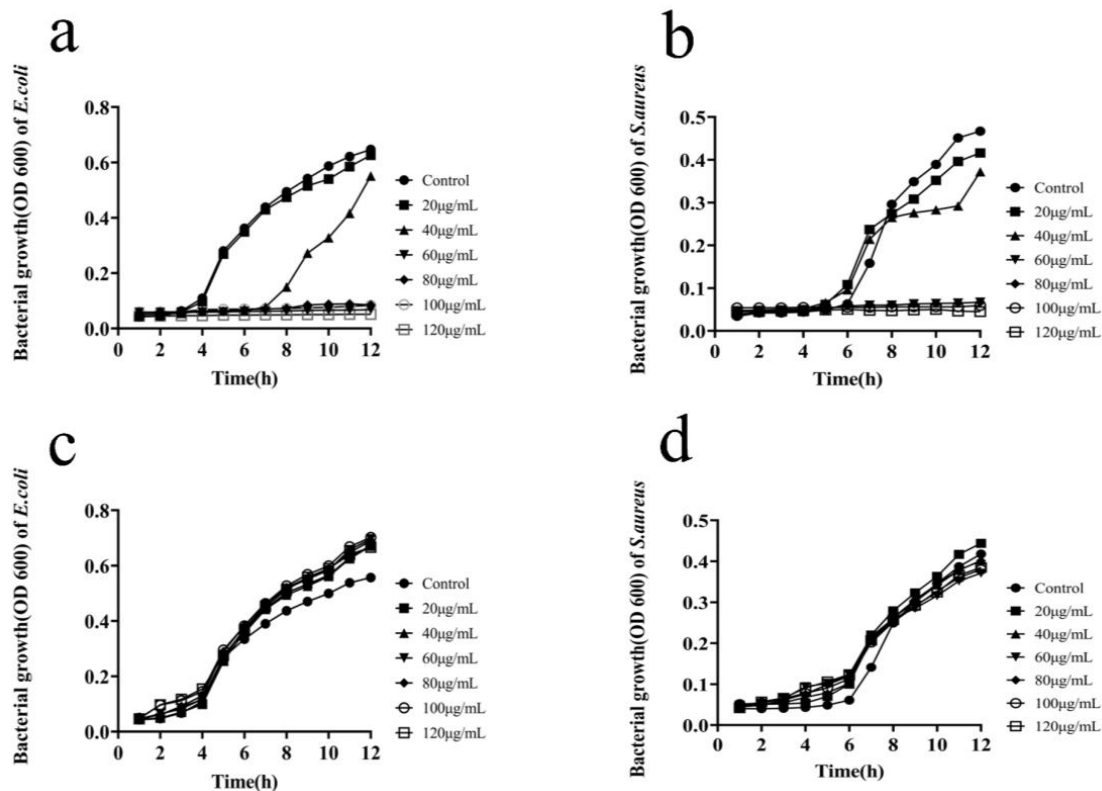 a
Bacterial growth(OD 600) of E.coli
0.8
0.6
0.4
0.2
0.0
0 2 4 6 8 10 12
Time(h)
Control
20μg/mL
40μg/mL
60μg/mL
80μg/mL
100μg/mL
120μg/mL
b
Bacterial growth(OD 600) of S.aureus
0.5
0.4
0.3
0.2
0.1
0.0
0 2 4 6 8 10 12
Time(h)
Control
20μg/mL
40μg/mL
60μg/mL
80μg/mL
100μg/mL
120μg/mL
c
Bacterial growth(OD 600) of E.coli
0.8
0.6
0.4
0.2
0.0
0 2 4 6 8 10 12
Time(h)
Control
20μg/mL
40μg/mL
60μg/mL
80μg/mL
100μg/mL
120μg/mL
d
Bacterial growth(OD 600) of S.aureus
0.5
0.4
0.3
0.2
0.1
0.0
0 2 4 6 8 10 12
Time(h)
Control
20μg/mL
40μg/mL
60μg/mL
80μg/mL
100μg/mL
120μg/mL